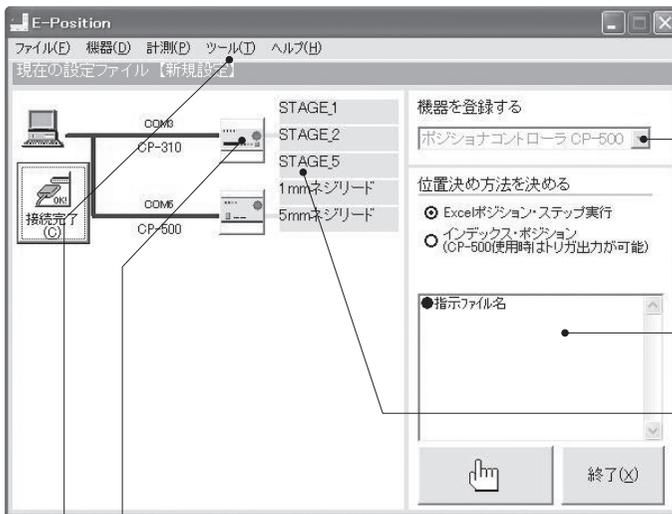 E-Position
ファイル(F) 機器(D) 計測(P) ツール(T) ヘルプ(H)
現在の設定ファイル【新規設定】
COM3
CP-310
STAGE_1
STAGE_2
STAGE_5
1mmネジリード
5mmネジリード
COM6
CP-500
OK!
接続完了
(C)
機器を登録する
ポジショナコントローラ CP-500
位置決め方法を決める
Excelポジション・ステップ実行
インデックス・ポジション
(CP-500使用時はトリガ出力が可能)
●指示ファイル名
終了(X)